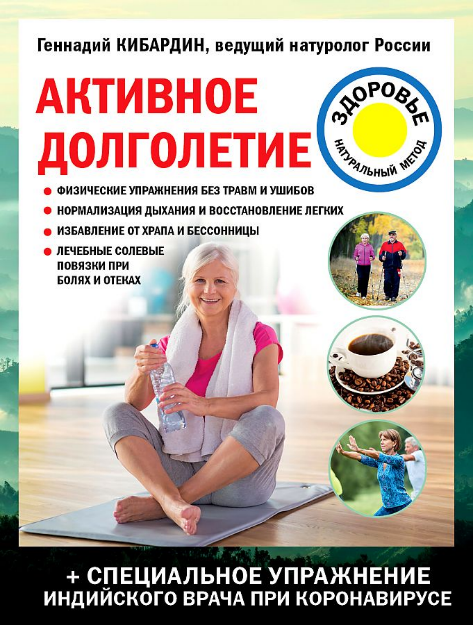 Геннадий КИБАРДИН, ведущий натуролог России
АКТИВНОЕ
ДОЛГОЛЕТИЕ
ЗДОРОВЬЕ
НАТУРАЛЬНЫЙ МЕТОД
ФИЗИЧЕСКИЕ УПРАЖНЕНИЯ БЕЗ ТРАВМ И УШИБОВ
НОРМАЛИЗАЦИЯ ДЫХАНИЯ И ВОССТАНОВЛЕНИЕ ЛЕГКИХ
ИЗБАВЛЕНИЕ ОТ ХРАПА И БЕССОННИЦЫ
ЛЕЧЕБНЫЕ СОЛЕВЫЕ
ПОВЯЗКИ ПРИ
БОЛЯХ И ОТЕКАХ
+ СПЕЦИАЛЬНОЕ УПРАЖНЕНИЕ
ИНДИЙСКОГО ВРАЧА ПРИ КОРОНАВИРУСЕ